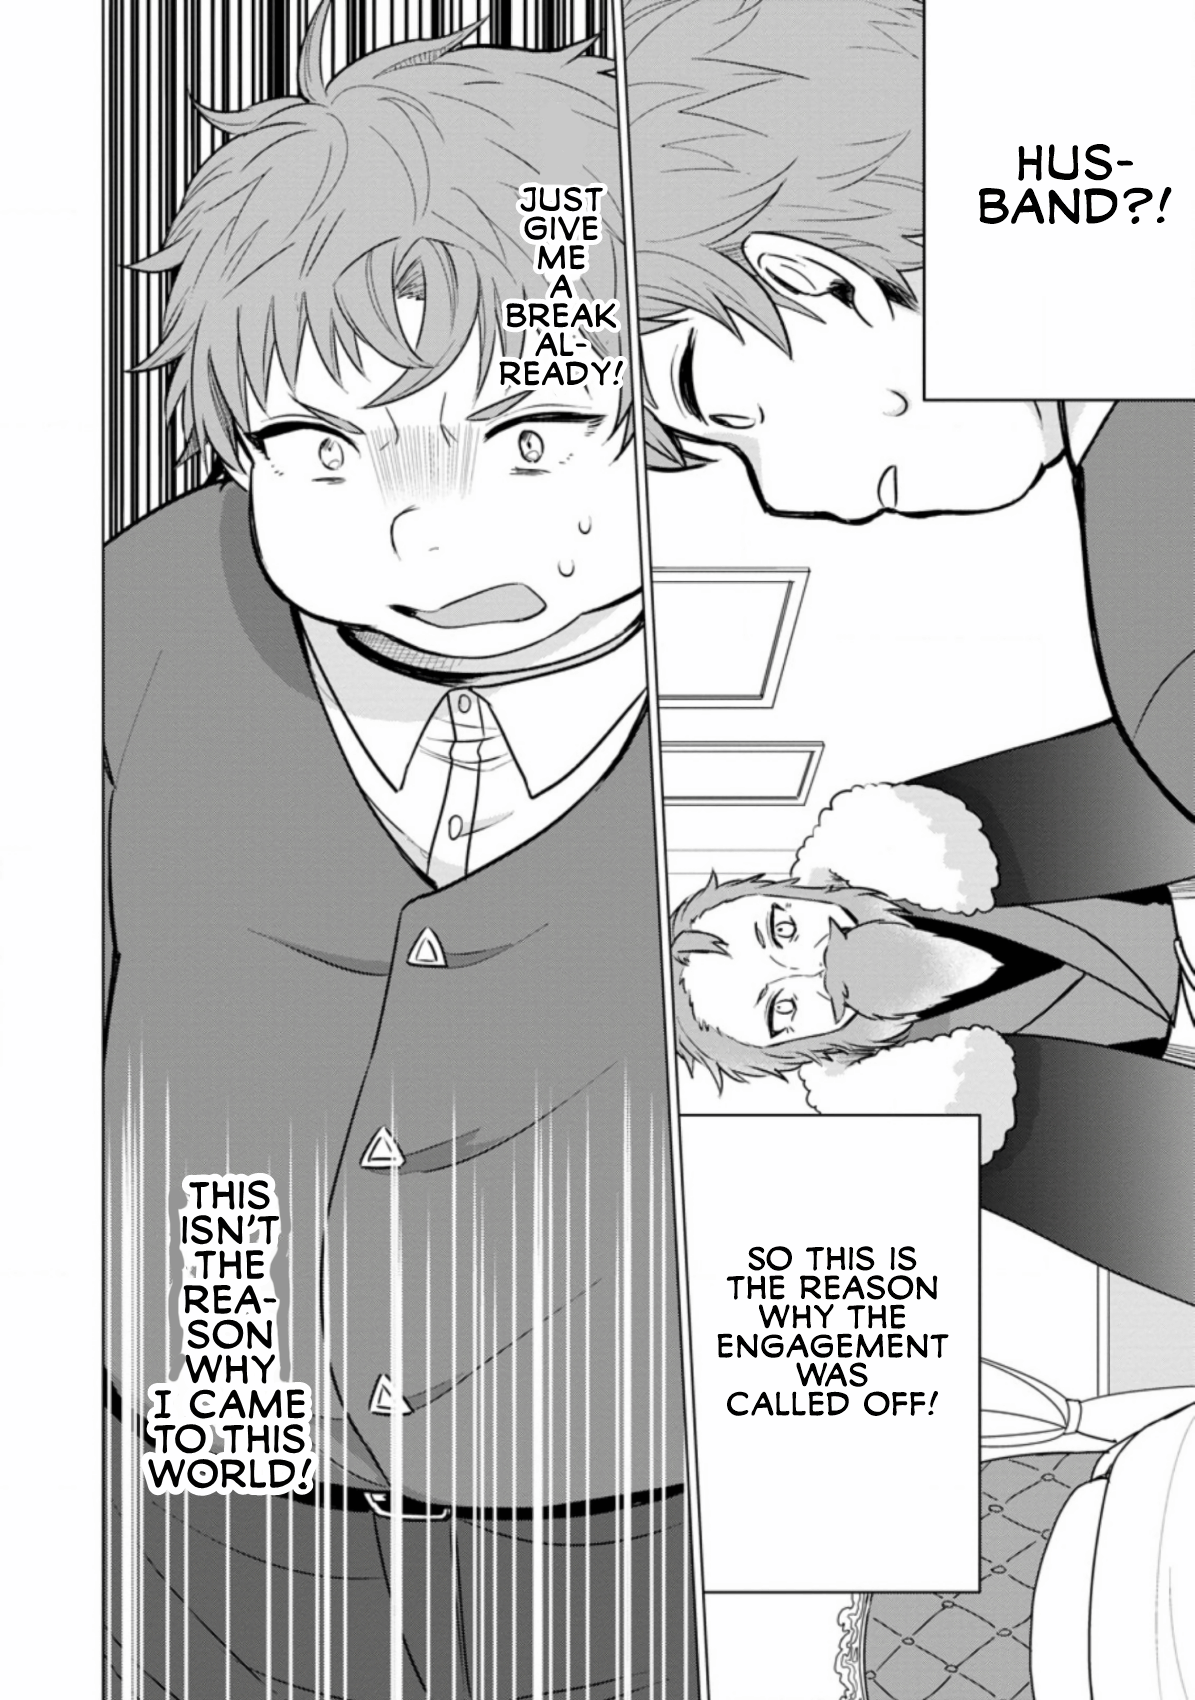 HUS-
BAND?!
SO THIS IS
THE REASON
WHY THE
ENGAGEMENT
WAS
CALLED OFF!
JUST
GIVE
ME
A
BREAK
AL-
READY!
THIS
ISN'T
THE
REA-
SON
WHY
I CAME
TO THIS
WORLD!